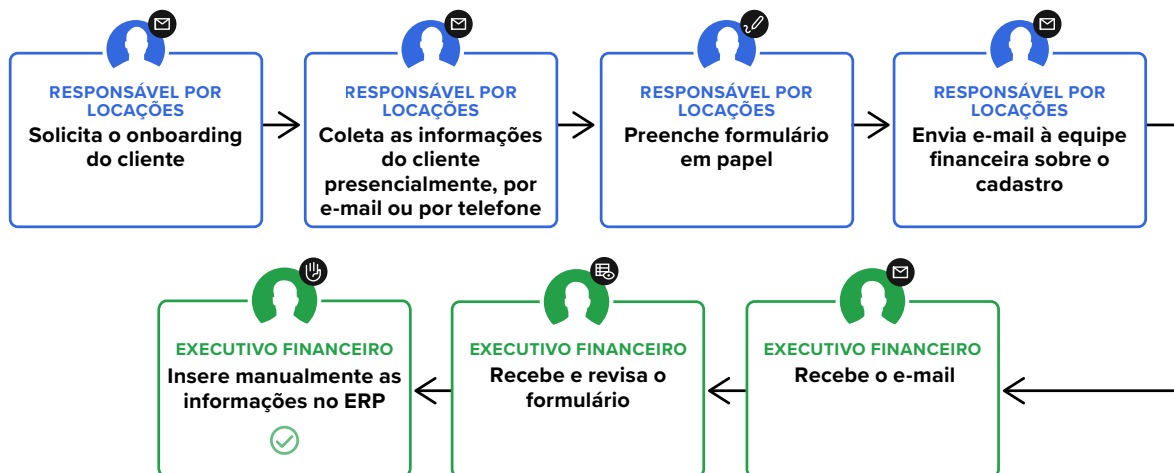 RESPONSÁVEL POR
LOCAÇÕES
Solicita o onboarding
do cliente
RESPONSÁVEL POR
LOCAÇÕES
Coleta as informações
do cliente
presencialmente, por
e-mail ou por telefone
RESPONSÁVEL POR
LOCAÇÕES
Preenche formulário
em papel
RESPONSÁVEL POR
LOCAÇÕES
Envia e-mail à equipe
financeira sobre o
cadastro
EXECUTIVO FINANCEIRO
Recebe o e-mail
EXECUTIVO FINANCEIRO
Recebe e revisa o
formulário
EXECUTIVO FINANCEIRO
Insere manualmente as
informações no ERP